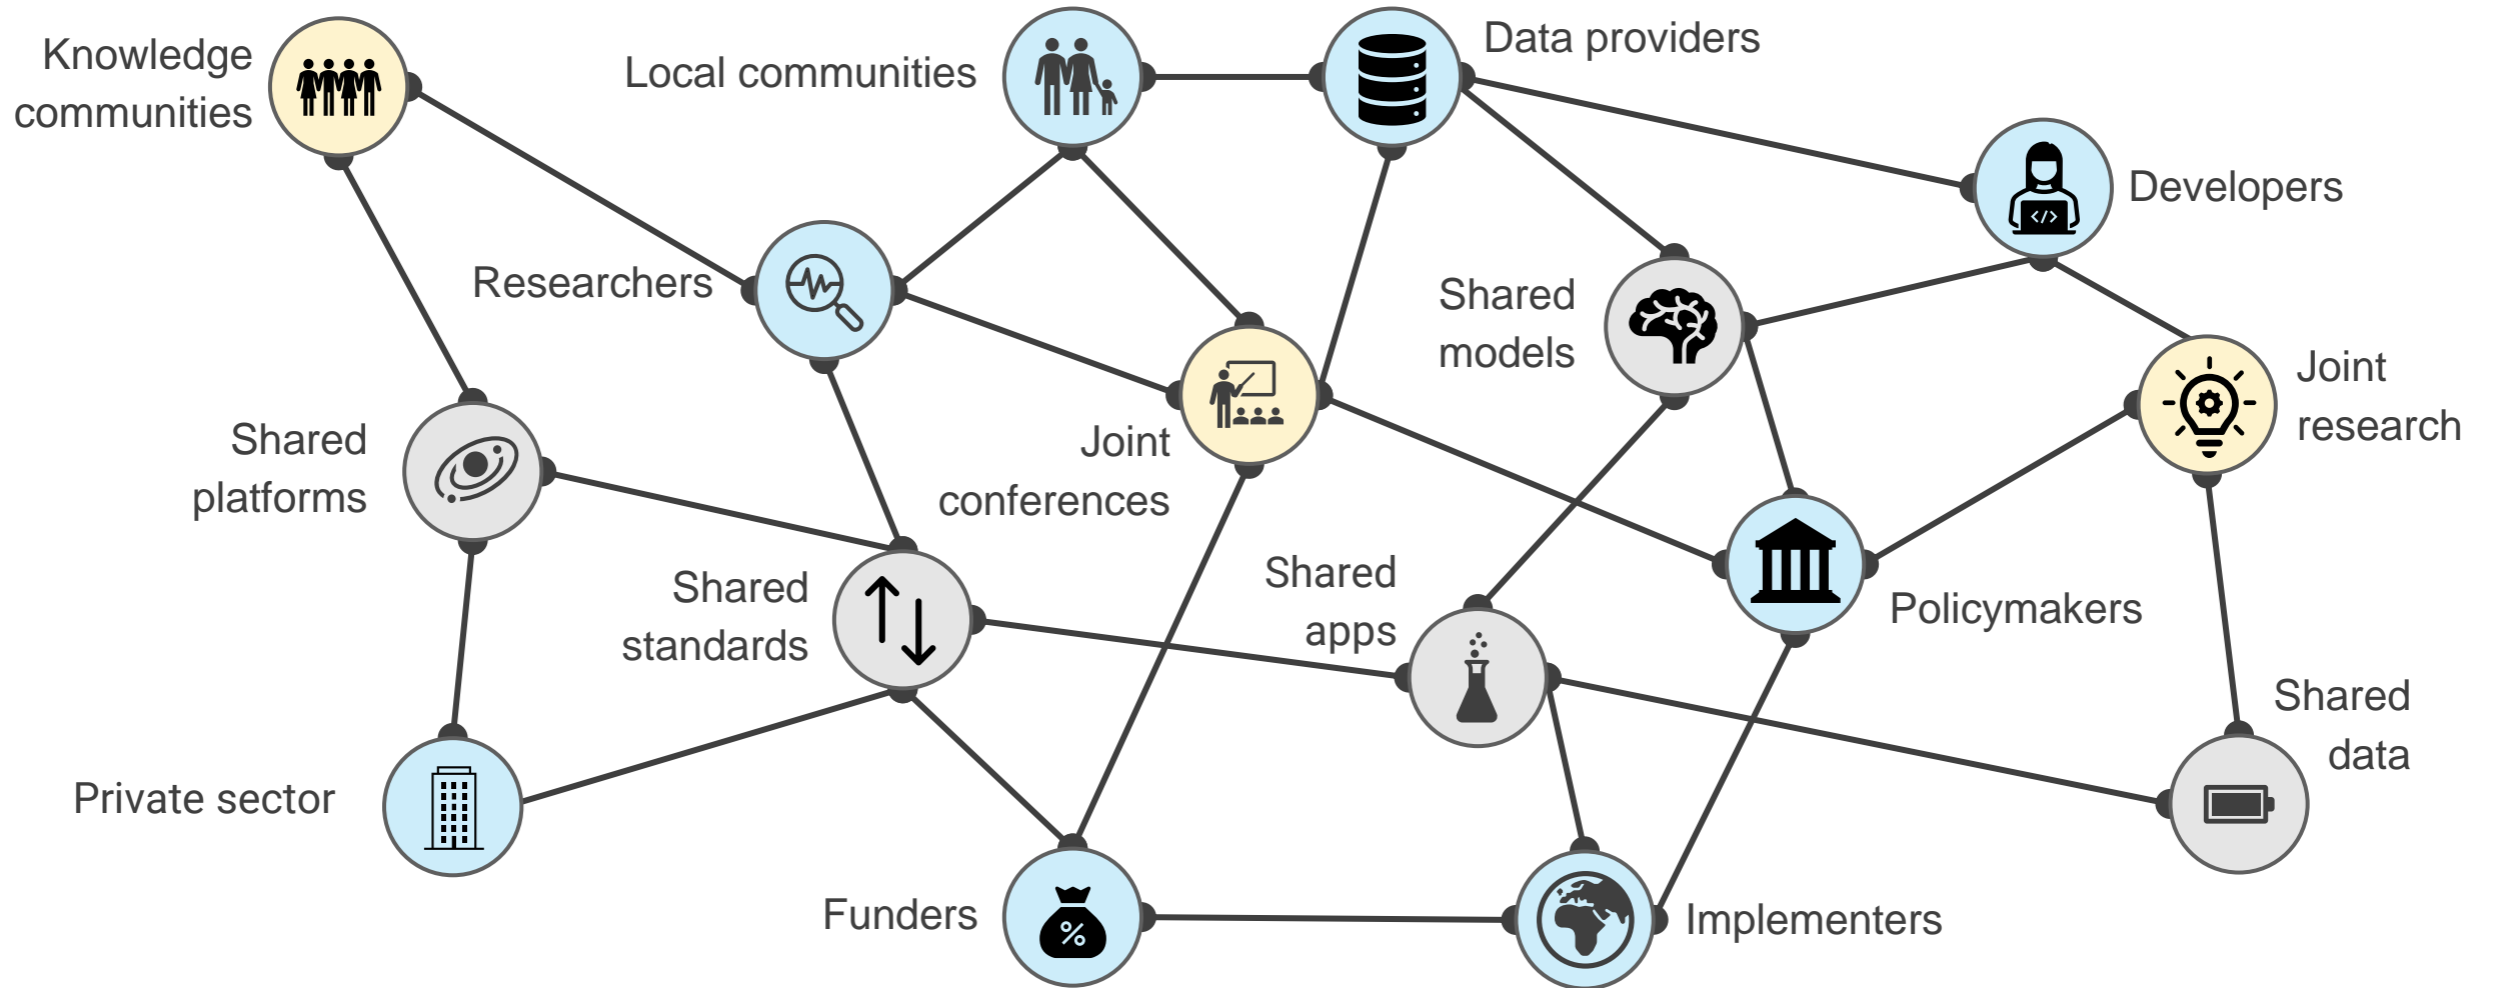 Knowledge
communities
Local communities
Data providers
Developers
Researchers
Shared
models
Joint
research
Shared
platforms
Joint
conferences
Shared
standards
Shared
apps
Policymakers
Shared
data
Private sector
Funders
%
Implementers